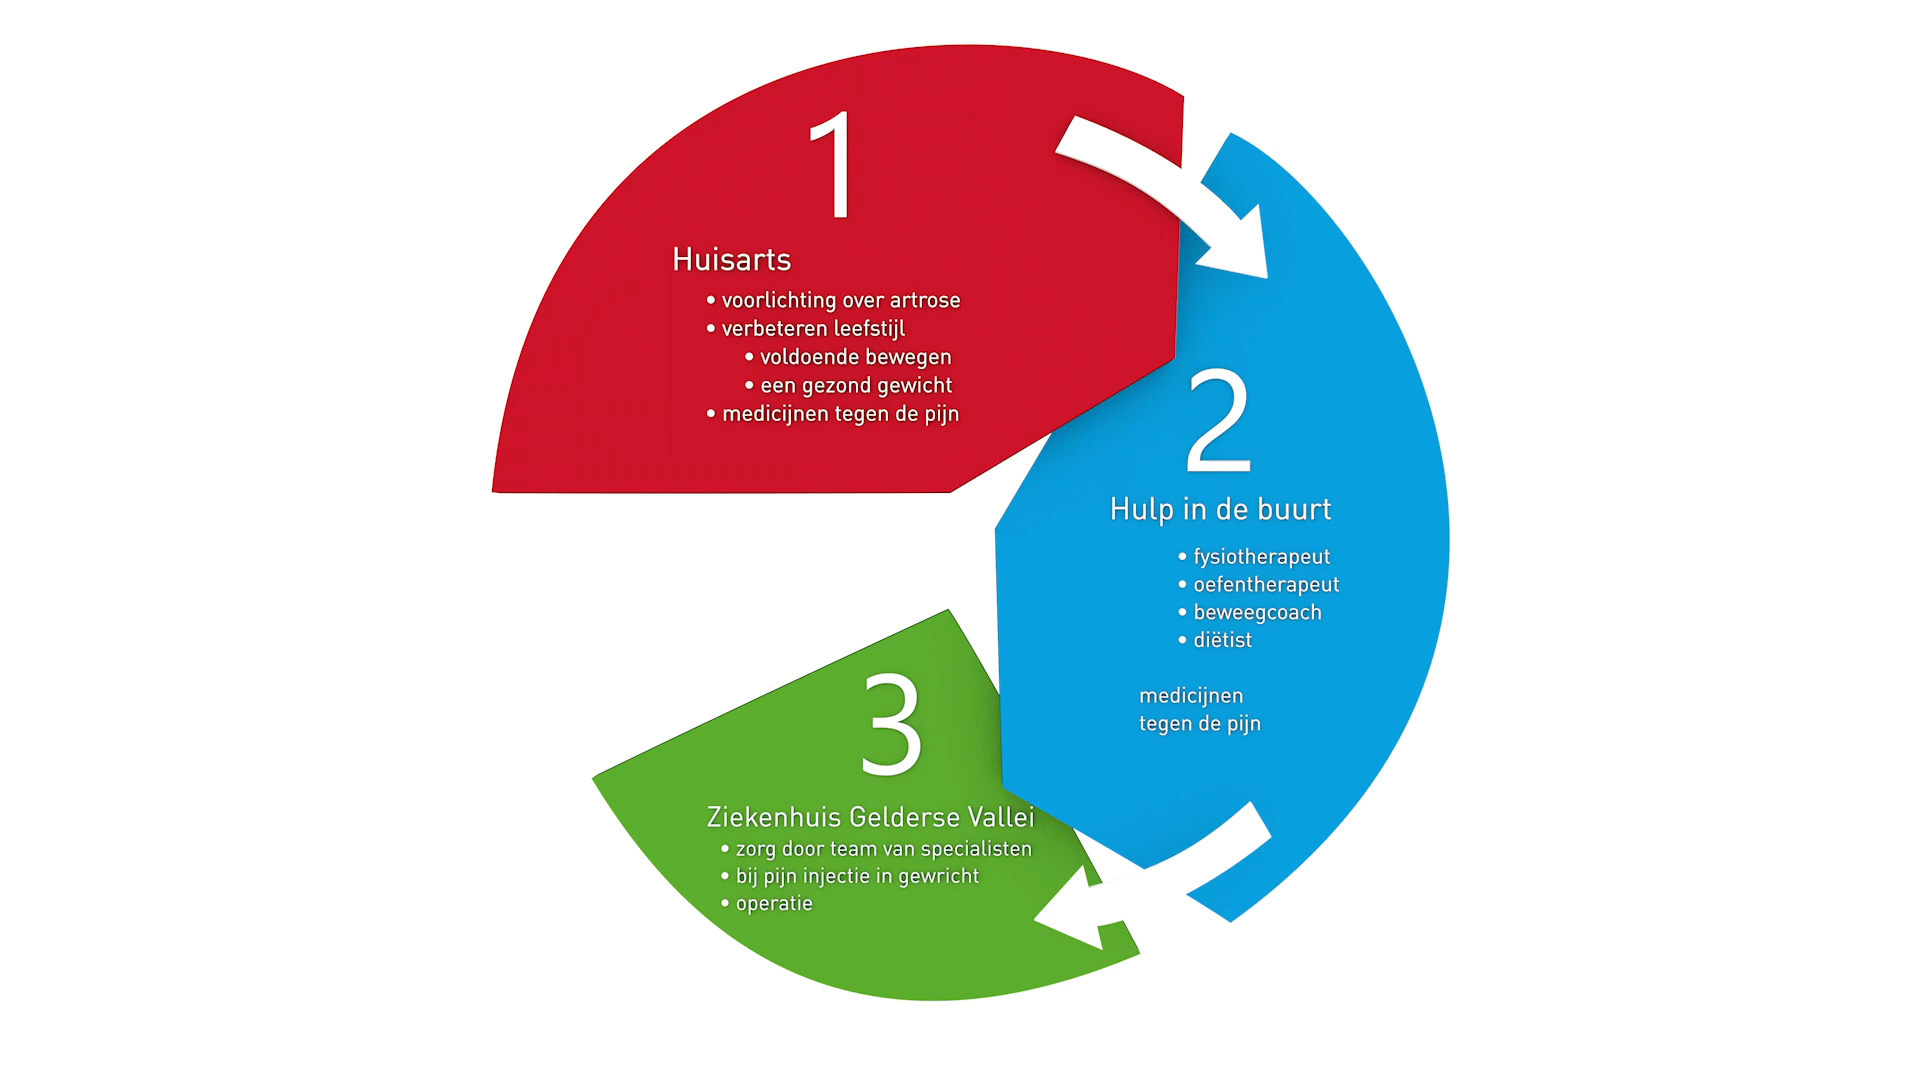 1
Huisarts
• voorlichting over artrose
• verbeteren leefstijl
• voldoende bewegen
• een gezond gewicht
• medicijnen tegen de pijn
2
Hulp in de buurt
• fysiotherapeut
• oefentherapeut
• beweegcoach
• diëtist
medicijnen
tegen de pijn
3
Ziekenhuis Gelderse Vallei
• zorg door team van specialisten
• bij pijn injectie in gewricht
• operatie